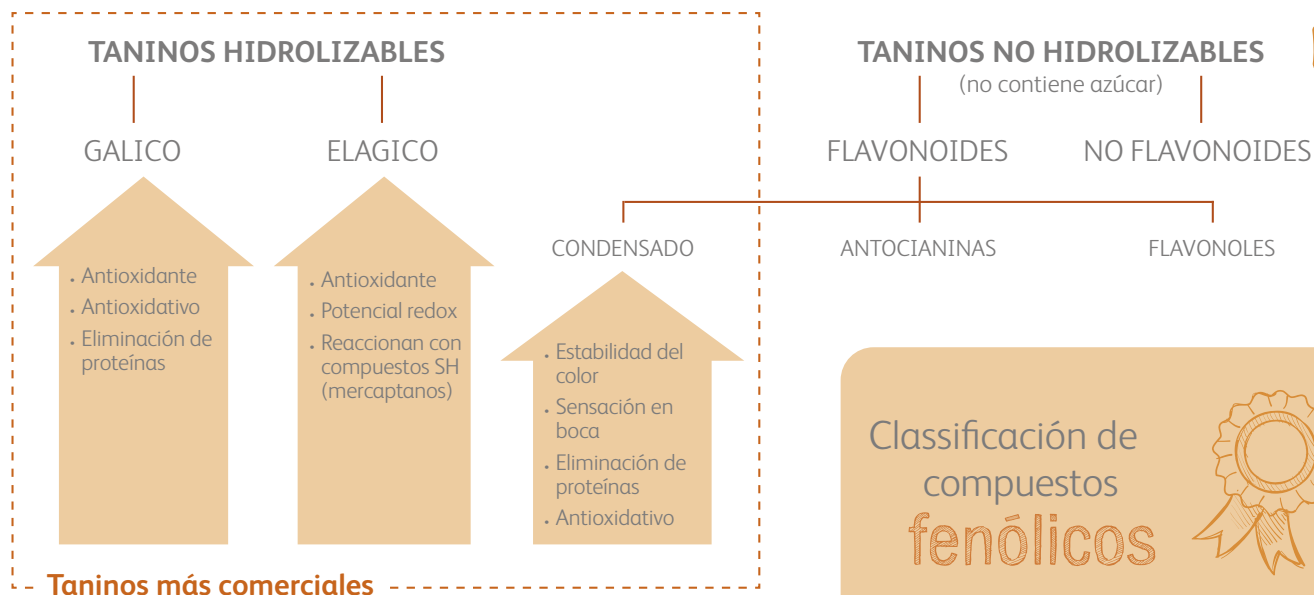 TANINOS HIDROLIZABLES
GALICO
ELAGICO
. Antioxidante
. Antioxidativo
. Eliminación de
proteínas
. Antioxidante
. Potencial redox
. Reaccionan con
compuestos SH
(mercaptanos)
TANINOS NO HIDROLIZABLES
(no contiene azúcar)
FLAVONOIDES
NO FLAVONOIDES
CONDENSADO
ANTOCIANINAS
FLAVONOLES
. Estabilidad del
color
. Sensación en
boca
. Eliminación de
proteínas
. Antioxidativo
Taninos más comerciales
Classificación de
compuestos
fenólicos